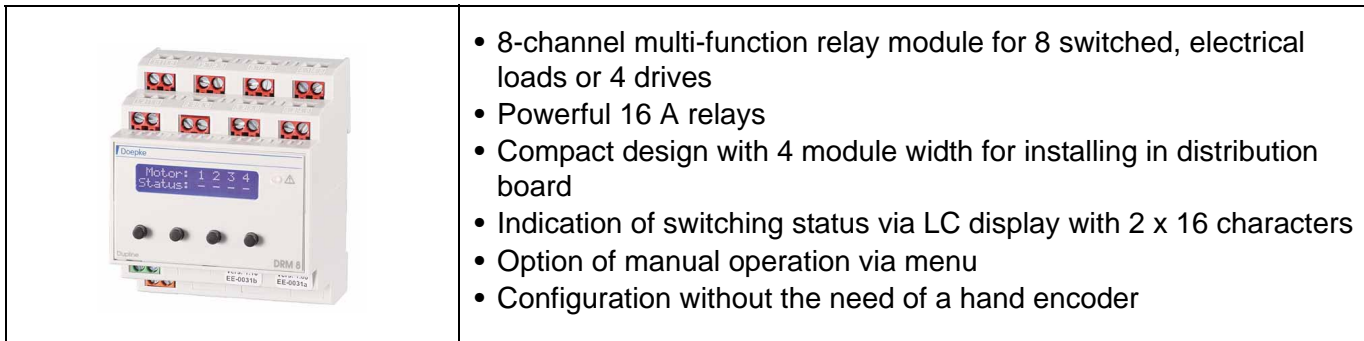 Doepke
Motor: 1 2 3 4
Status: - - - -
Dupline
DRM 8
EE-0031b
EE-0031a
• 8-channel multi-function relay module for 8 switched, electrical
loads or 4 drives
• Powerful 16 A relays
• Compact design with 4 module width for installing in distribution
board
• Indication of switching status via LC display with 2 x 16 characters
• Option of manual operation via menu
• Configuration without the need of a hand encoder